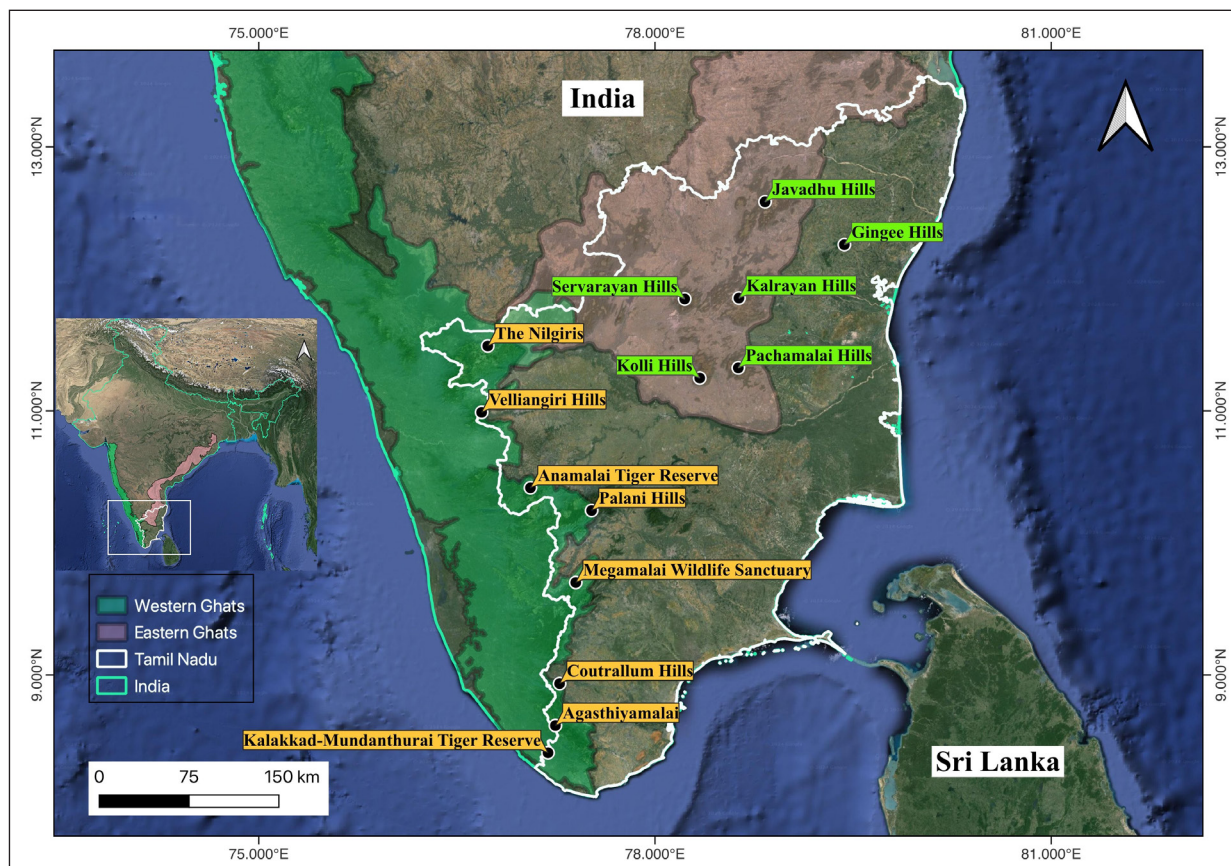 75.000°E
78.000°E
81.000°E
India
13.000°N
13.000°N
Javadhu Hills
Gingee Hills
Servarayan Hills
Kalrayan Hills
The Nilgiris
Kolli Hills
Pachamalai Hills
Velliangiri Hills
11.000°N
11.000°N
Anamalai Tiger Reserve
Palani Hills
Megamalai Wildlife Sanctuary
Western Ghats
Eastern Ghats
Tamil Nadu
India
9.000°N
9.000°N
Coutrallum Hills
Agasthiyamalai
Kalakkad-Mundanthurai Tiger Reserve
Sri Lanka
0 75 150 km
75.000°E
78.000°E
81.000°E